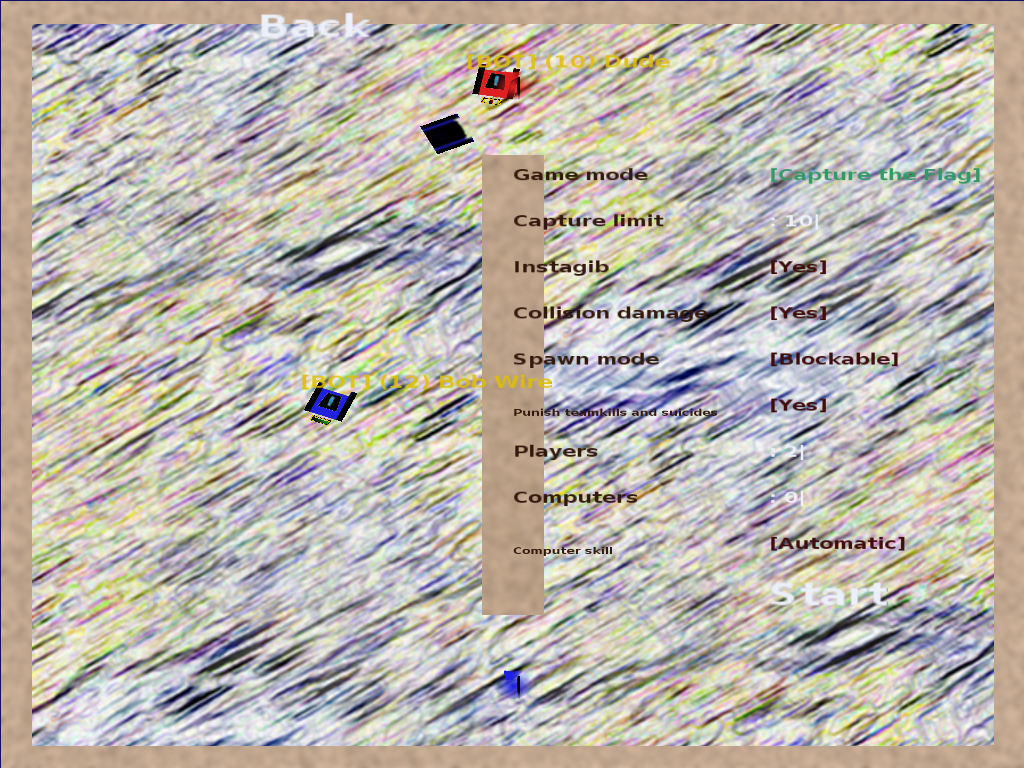 Back
[BOT] (10) Dude
Game mode [Capture the Flag]
Capture limit : 10|
Instagib [Yes]
Collision damage [Yes]
Spawn mode [Blockable]
[BOT] (12) Bob Wire
Punish teamkills and suicides [Yes]
Players : 2|
Computers : 0|
Computer skill [Automatic]
Start